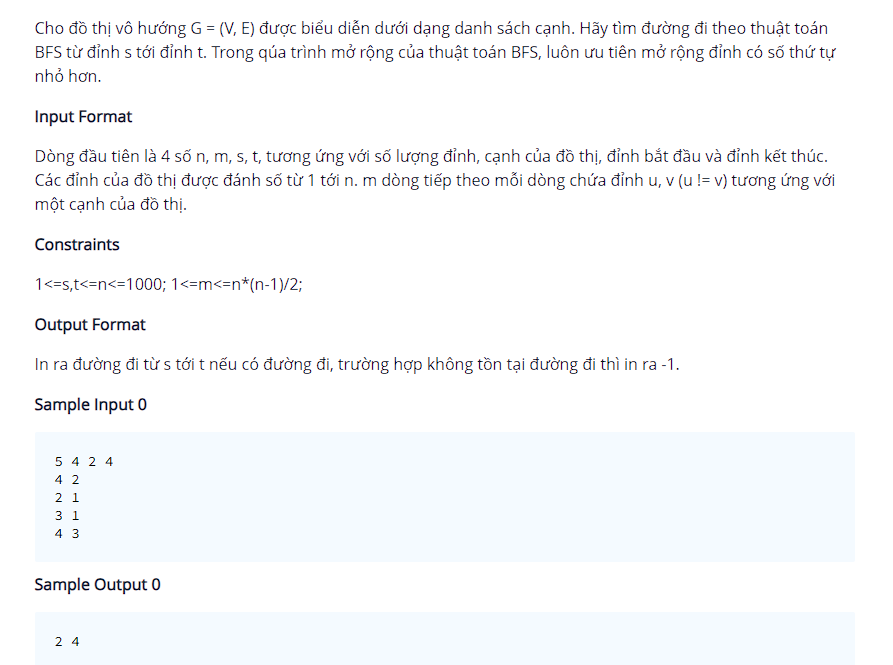 Cho đồ thị vô hướng G = (V, E) được biểu diễn dưới dạng danh sách cạnh. Hãy tìm đường đi theo thuật toán
BFS từ đỉnh s tới đỉnh t. Trong qúa trình mở rộng của thuật toán BFS, luôn ưu tiên mở rộng đỉnh có số thứ tự
nhỏ hơn.
Input Format
Dòng đầu tiên là 4 số n, m, s, t, tương ứng với số lượng đỉnh, cạnh của đồ thị, đỉnh bắt đầu và đỉnh kết thúc.
Các đỉnh của đồ thị được đánh số từ 1 tới n. m dòng tiếp theo mỗi dòng chứa đỉnh u, v (u != v) tương ứng với
một cạnh của đồ thị.
Constraints
1<=s,t<=n<=1000; 1<=m<=n*(n-1)/2;
Output Format
In ra đường đi từ s tới t nếu có đường đi, trường hợp không tồn tại đường đi thì in ra -1.
Sample Input 0
5 4 2 4
4 2
2 1
3 1
4 3
Sample Output 0
2 4